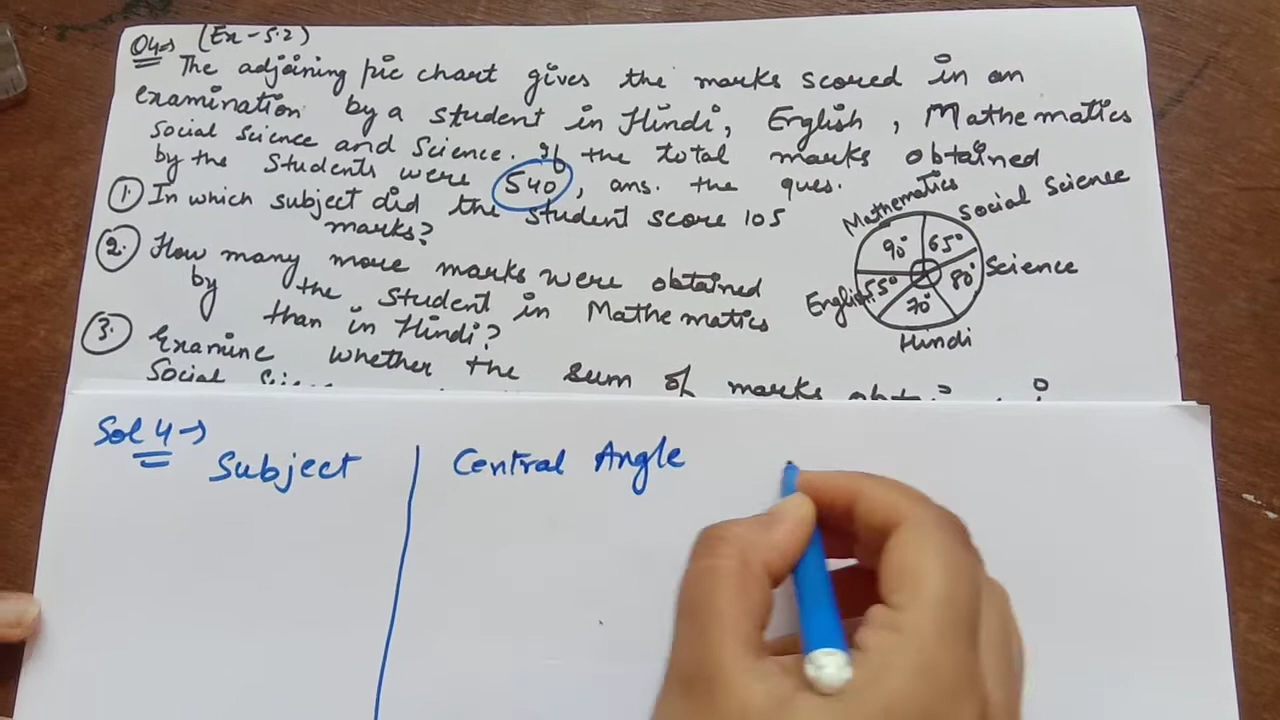 Q4→ (Ex-5.2)
The adjoining pie chart gives the marks scored in an
examination by a student in Hindi, English, Mathematics
Social Science and Science. If the total marks obtained
by the Students were 540, ans. the ques.
① In which subject did the student score 105
marks?
②. How many more marks were obtained
by the student in Mathematics
than in Hindi?
③. Examine whether the sum of marks
Social
Mathematics
Social Science
90° 65°
Science
80°
English 55°
70°
Hindi
Sol 4→
Subject | Central Angle